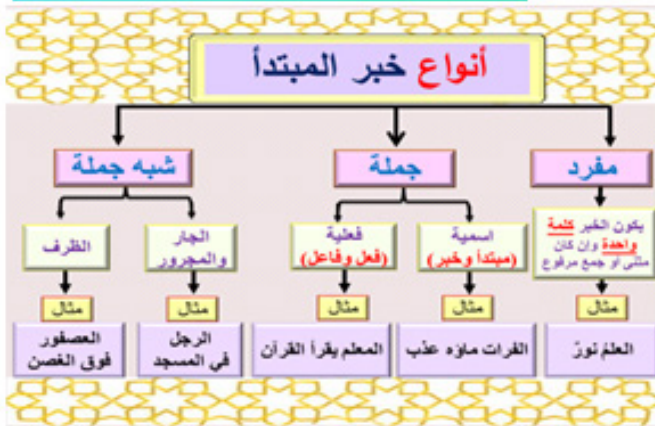 أنواع خبر المبتدأ
مفرد
جملة
شبه جملة
يكون الخبر كلمة
واحدة وان كان
مثنى أو جمع مرفوع
اسمية
(مبتدأ وخبر)
فعلية
(فعل وفاعل)
الجار
والمجرور
الظرف
مثال
مثال
مثال
مثال
مثال
العلم نورٌ
الفرات ماؤه عذب
المعلم يقرأ القرآن
الرجل
في المسجد
العصفور
فوق الغصن